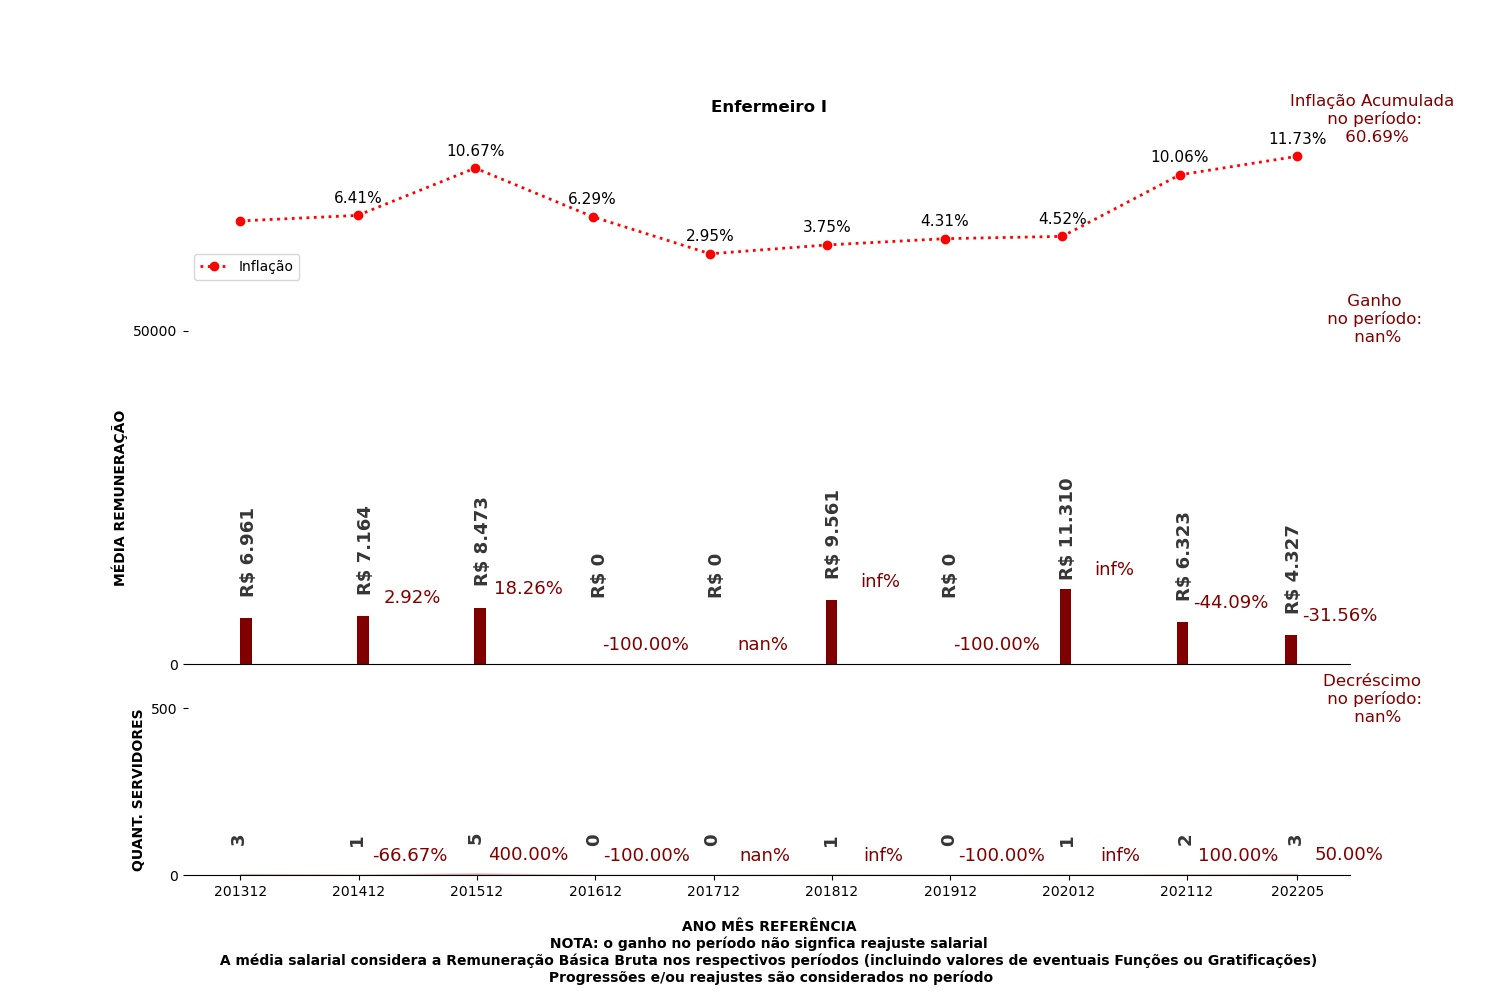 Enfermeiro I
Inflação Acumulada
no período:
60.69%
6.41%
10.67%
6.29%
2.95%
3.75%
4.31%
4.52%
10.06%
11.73%
Inflação
Ganho
no período:
nan%
50000
0
MÉDIA REMUNERAÇÃO
R$ 6.961
R$ 7.164
R$ 8.473
R$ 0
R$ 0
R$ 9.561
R$ 0
R$ 11.310
R$ 6.323
R$ 4.327
2.92%
18.26%
-100.00%
nan%
inf%
-100.00%
inf%
-44.09%
-31.56%
Decréscimo
no período:
nan%
500
0
QUANT. SERVIDORES
3
1
5
0
0
1
0
1
2
3
-66.67%
400.00%
-100.00%
nan%
inf%
-100.00%
inf%
100.00%
50.00%
201312
201412
201512
201612
201712
201812
201912
202012
202112
202205
ANO MÊS REFERÊNCIA
NOTA: o ganho no período não signfica reajuste salarial
A média salarial considera a Remuneração Básica Bruta nos respectivos períodos (incluindo valores de eventuais Funções ou Gratificações)
Progressões e/ou reajustes são considerados no período